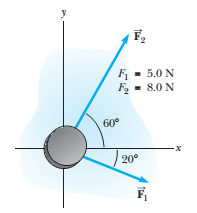 y
F₂
F₁ = 5.0 N
F₂ = 8.0 N
60°
x
20°
F₁